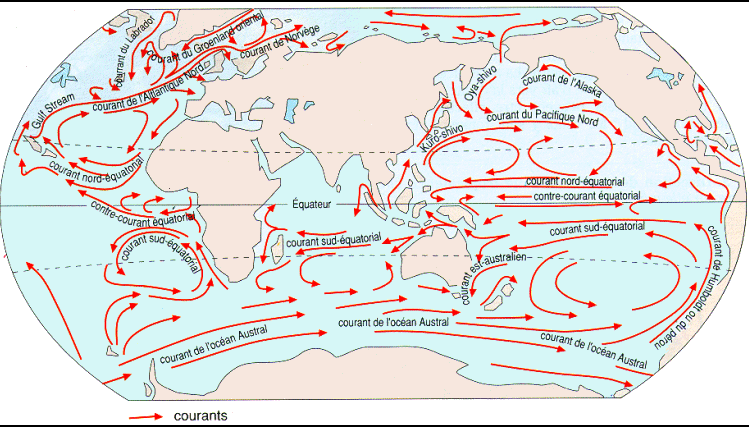 courant du Labrador
courant du Groenland oriental
courant de Norvège
Gulf Stream
courant de l'Atlantique Nord
Oya-shivo
courant de l'Alaska
courant du Pacifique Nord
Kuro-shivo
courant nord-équatorial
courant nord-équatorial
contre-courant équatorial
Équateur
contre-courant équatorial
courant sud-équatorial
courant sud-équatorial
courant sud-équatorial
courant est-australien
courant de Humboldt ou du pérou
courant de l'océan Austral
courant de l'océan Austral
courant de l'océan Austral
courants